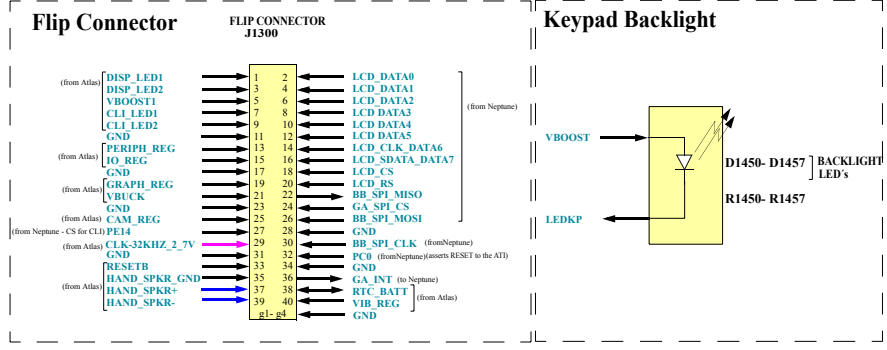 Flip Connector
FLIP CONNECTOR
J1300
(from Atlas)
DISP_LED1 1 2 LCD_DATA0
DISP_LED2 3 4 LCD_DATA1
VBOOST1 5 6 LCD_DATA2
CLI_LED1 7 8 LCD DATA3
CLI_LED2 9 10 LCD_DATA4
GND 11 12 LCD DATA5
(from Neptune)
(from Atlas)
PERIPH_REG 13 14 LCD_CLK_DATA6
IO_REG 15 16 LCD_SDATA_DATA7
GND 17 18 LCD_CS
(from Atlas)
GRAPH_REG 19 20 LCD_RS
VBUCK 21 22 BB_SPI_MISO
GND 23 24 GA_SPI_CS
(from Atlas) CAM_REG 25 26 BB_SPI_MOSI
(from Neptune - CS for CLI) PE14 27 28 GND
(from Atlas) CLK-32KHZ_2_7V 29 30 BB_SPI_CLK (fromNeptune)
GND 31 32 PC0 (fromNeptune)(asserts RESET to the ATI)
RESETB 33 34 GND
(from Atlas)
HAND_SPKR_GND 35 36 GA_INT (to Neptune)
HAND_SPKR+ 37 38 RTC_BATT
HAND_SPKR- 39 40 VIB_REG
(from Atlas)
g1- g4 GND
Keypad Backlight
VBOOST
LEDKP
D1450- D1457
BACKLIGHT
LED´s
R1450- R1457